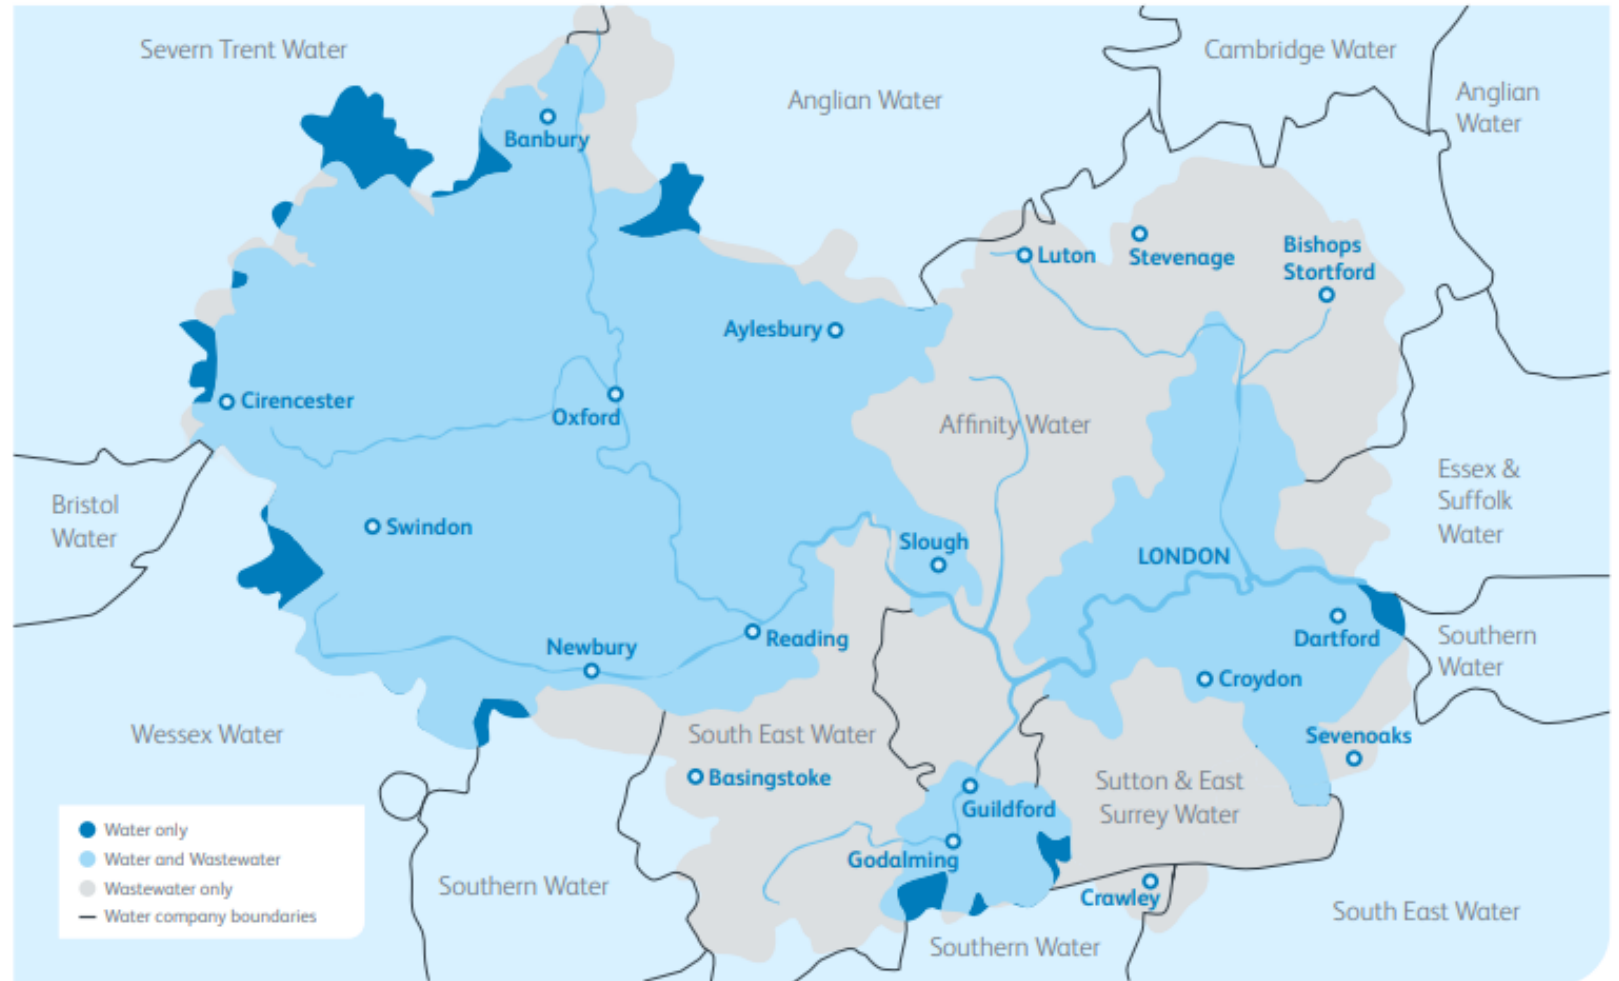 Severn Trent Water
Cambridge Water
Anglian Water
Anglian
Water
Banbury
Luton
Stevenage
Bishops
Stortford
Aylesbury
Cirencester
Oxford
Affinity Water
Bristol
Water
Swindon
Slough
LONDON
Essex &
Suffolk
Water
Newbury
Reading
Dartford
Southern
Water
Croydon
Wessex Water
South East Water
Sevenoaks
Basingstoke
Guildford
Sutton & East
Surrey Water
Godalming
Southern Water
Crawley
South East Water
Southern Water
Water only
Water and Wastewater
Wastewater only
Water company boundaries